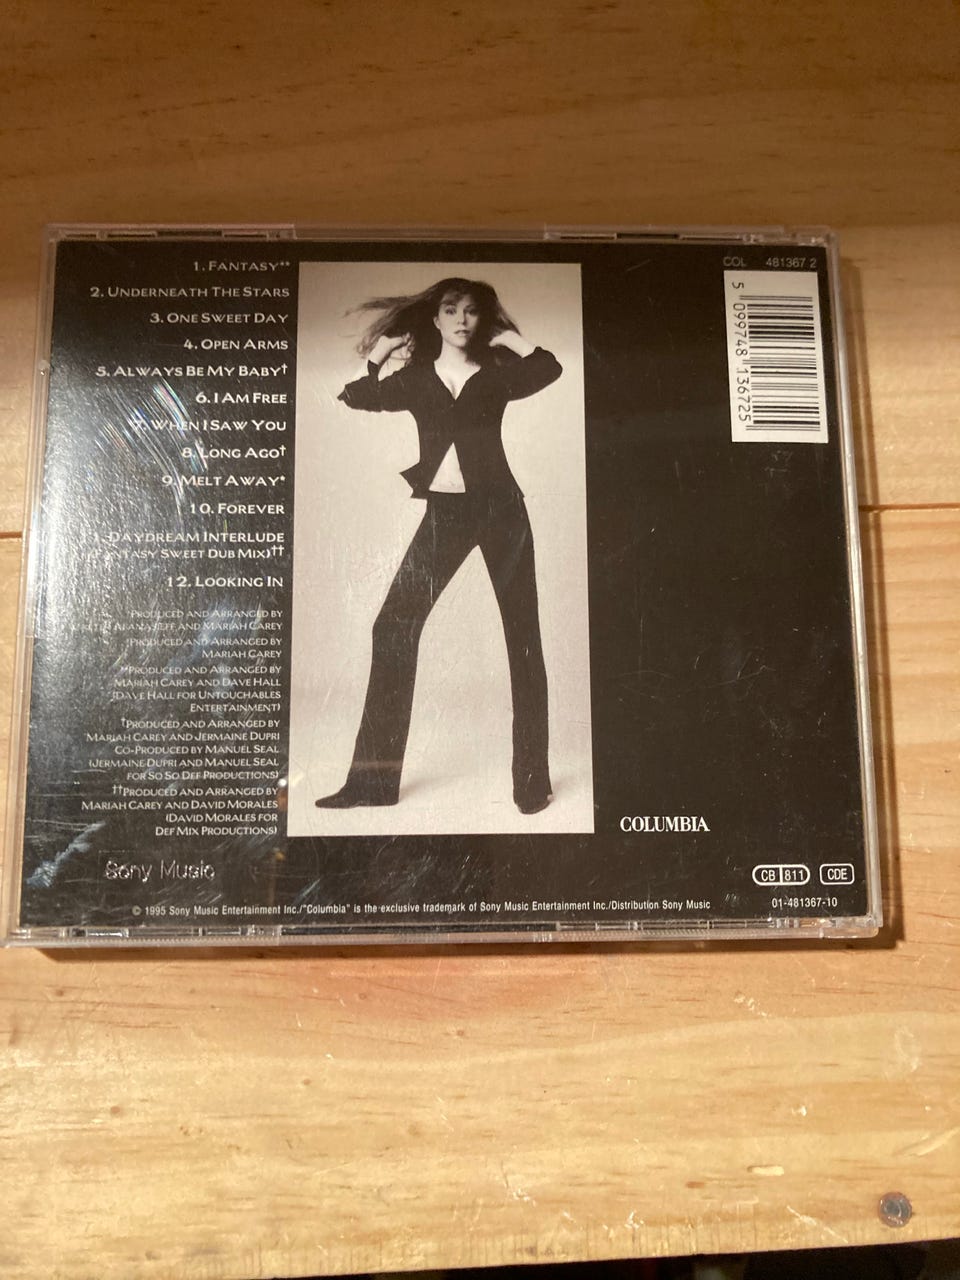 1. Fantasy**
2. Underneath The Stars
3. One Sweet Day
4. Open Arms
5. Always Be My Baby†
6. I Am Free
7. When I Saw You
8. Long Ago†
9. Melt Away*
10. Forever
Daydream Interlude
Sweet Dub Mix)††
12. Looking In
Produced and Arranged by
and Mariah Carey
Produced and Arranged by
Mariah Carey
**Produced and Arranged by
Mariah Carey and Dave Hall
(Dave Hall for Untouchables
Entertainment)
†Produced and Arranged by
Mariah Carey and Jermaine Dupri
Co-Produced by Manuel Seal
(Jermaine Dupri and Manuel Seal
for So So Def Productions)
††Produced and Arranged by
Mariah Carey and David Morales
(David Morales for
Def Mix Productions)
Sony Music
© 1995 Sony Music Entertainment Inc./"Columbia" is the exclusive trademark of Sony Music Entertainment Inc./Distribution Sony Music
COL 481367 2
5 099748 136725
COLUMBIA
CB 811 CDE
01-481367-10